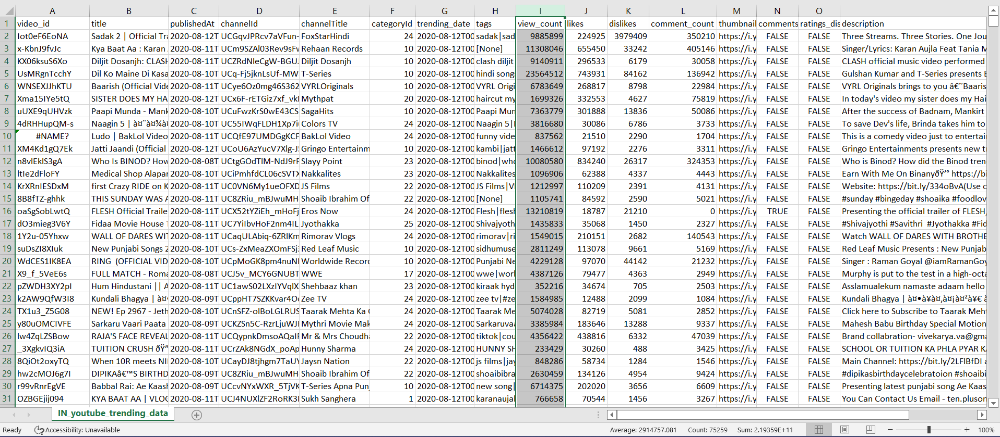 A B C D E F G H I J K L M N O
1 video_id title publishedAt channelId channelTitle categoryId trending_date tags view_count likes dislikes comment_count thumbnail comments ratings_dis description
2 Iot0eF6EoNA Sadak 2 | Official Tra 2020-08-12T UCGqvJPRcv7aVFun- FoxStarHindi 24 2020-08-12T00 sadak|sad 9885899 224925 3979409 350210 https://i.y FALSE FALSE Three Streams. Three Stories. One Jou
3 x-KbnJ9fvJc Kya Baat Aa : Karan 2020-08-11T UCm9SZAl03Rev9sFv Rehaan Records 10 2020-08-12T00 [None] 11308046 655450 33242 405146 https://i.y FALSE FALSE Singer/Lyrics: Karan Aujla Feat Tania M
4 KX06ksuS6Xo Diljit Dosanjh: CLASH 2020-08-11T UCZRdNleCgW-BGUJ Diljit Dosanjh 10 2020-08-12T00 clash diljit 9140911 296533 6179 30058 https://i.y FALSE FALSE CLASH official music video performed
5 UsMRgnTcchY Dil Ko Maine Di Kasa 2020-08-10T UCq-Fj5jknLsUf-MW T-Series 10 2020-08-12T00 hindi songs 23564512 743931 84162 136942 https://i.y FALSE FALSE Gulshan Kumar and T-Series presents B
6 WNSEXJJhKTU Baarish (Official Vide 2020-08-11T UCye6Oz0mg46S362 VYRLOriginals 10 2020-08-12T00 VYRL Origi 6783649 268817 8798 22984 https://i.y FALSE FALSE VYRL Originals brings to you â€˜Baaris
7 Xma15IYe5tQ SISTER DOES MY HA 2020-08-12T UCx6F-rETGiz7xf_vkI Mythpat 20 2020-08-12T00 haircut my 1699326 332553 4627 75819 https://i.y FALSE FALSE In today's video my sister does my Hai
8 uUXE9qUHVzk Paapi Munda - Mank 2020-08-10T UCuFwzKrS0wE43CS SagaHits 10 2020-08-12T00 Paapi Mun 7363779 301888 13836 50086 https://i.y FALSE FALSE After the success of Badnam, Mankirt
9 4dRHHupQM-s Naagin 5 | à¤¨à¤¾à 2020-08-10T UC55IWqFLDH1Xp7i Colors TV 24 2020-08-12T00 Naagin 5|I 3816680 30086 6786 3733 https://i.y FALSE FALSE To save Dev's life, Brinda takes him to
10 #NAME? Ludo | BakLol Video 2020-08-11T UCQfE97UMDGgKCF BakLol Video 24 2020-08-12T00 funny vide 837562 21510 2290 1704 https://i.y FALSE FALSE This is a comedy video just to entertai
11 XM4Kd1gQ7Ek Jatti Jaandi (Official 2020-08-12T UCoU6AzYucV7Xlg-J! Gringo Entertainm 10 2020-08-12T00 kambi|jatt 1466612 97192 2276 3311 https://i.y FALSE FALSE Gringo Entertainments presents new t
12 n8vlEklS3gA Who Is BINOD? How 2020-08-08T UCtgGOdTlM-NdJ9rF Slayy Point 23 2020-08-12T00 binod|who 10080580 834240 26317 324353 https://i.y FALSE FALSE Who is Binod? How did the Binod tren
13 ltIe2dFloFY Medical Shop Alapar 2020-08-11T UCiPmhfdCL06cSVTX Nakkalites 23 2020-08-12T00 Nakkalites 1096906 62388 4337 4443 https://i.y FALSE FALSE Earn With Me On BinanyðŸ’° https://bi
14 KrXRnIESDxM first Crazy RIDE on K 2020-08-11T UC0VN6My1ueOFXD JS Films 22 2020-08-12T00 JS Films|Vl 1212997 110209 2391 4131 https://i.y FALSE FALSE Website: https://bit.ly/334oBvA(Use c
15 8B8fTZ-ghhk THIS SUNDAY WAS A 2020-08-11T UC8ZRiu_mBJwuMH Shoaib Ibrahim Of 22 2020-08-12T00 [None] 1105741 84592 2590 5021 https://i.y FALSE FALSE #sunday #bingeday #shoaika #foodlov
16 oaSgSobLwtQ FLESH Official Traile 2020-08-11T UCX52tYZiEh_mHoFj Eros Now 24 2020-08-12T00 Flesh|flesh 13210819 18787 21210 0 https://i.y TRUE FALSE Presenting the official trailer of FLESH,
17 dO3mieg3V6Y Fidaa Movie House T 2020-08-11T UC7YiIbvHoF2nm4IL Jyothakka 25 2020-08-12T00 Shivajyoth 1435833 35068 1450 2327 https://i.y FALSE FALSE #Shivajyothi #Savithri #Jyothakka #Fid
18 1Y2u-05Yhxw WALL OF DARES WIT 2020-08-11T UCaqULAbiq-6ZRlKm Rimorav Vlogs 24 2020-08-12T00 rimorav|ri 1549015 210151 2682 140543 https://i.y FALSE FALSE Watch WALL OF DARES WITH BROTHE
19 suDsZI8XIuk New Punjabi Songs 2 2020-08-11T UCs-ZxMeaZXOmFSj: Red Leaf Music 10 2020-08-12T00 sidhumuse 2811249 113078 9661 5169 https://i.y FALSE FALSE Red Leaf Music Presents : New Punjab
20 WdCES1IK8EA RING (OFFICIAL VID 2020-08-11T UCpMoGK8pm4nuNI Worldwide Record 10 2020-08-12T00 Punjabi Ne 4229128 97070 44142 21232 https://i.y FALSE FALSE Singer : Raman Goyal @iamRamanGoy
21 X9_f_5VeE6s FULL MATCH - Roma 2020-08-08T UCJ5v_MCY6GNUBT WWE 17 2020-08-12T00 wwe|worl 4387126 79477 4363 2949 https://i.y FALSE FALSE Murphy is put to the test in a high-octa
22 pZWDH3XY2pI Hum Hindustani || A 2020-08-11T UC1awS02LXzIYVqlX Shehbaaz khan 23 2020-08-12T00 kiraak hyd 352216 34674 705 2503 https://i.y FALSE FALSE Asslamualekum namaste adaam hello
23 k2AW9QfW3I8 Kundali Bhagya | à¤• 2020-08-09T UCppHT7SZKKvar4O Zee TV 24 2020-08-12T00 zee tv|#ze 1584985 12488 2099 1084 https://i.y FALSE FALSE Kundali Bhagya | à¤•à¥à¤‚à¤¡à¤²à¥€ à
24 TX1u3_Z5G08 NEW! Ep 2967 - Jeth 2020-08-10T UCnSFZ-olBoLGLRUS Taarak Mehta Ka 24 2020-08-12T00 Taarak Me 5074028 82719 5081 2852 https://i.y FALSE FALSE Click here to Subscribe to Taarak Meht
25 y80uOMCIVFE Sarkaru Vaari Paata 2020-08-09T UCKZSn5C-RzrLjuWJI Mythri Movie Mak 24 2020-08-12T00 Sarkaruvaa 3385984 183646 13288 9337 https://i.y FALSE FALSE Mahesh Babu Birthday Special Motion
26 lw4ZqLZSBow RAJA'S FACE REVEAL 2020-08-11T UCQypnkDmsoAQaIF Mr & Mrs Choudha 22 2020-08-12T00 tiktok|cou 4356422 438816 6332 47039 https://i.y FALSE FALSE Brand collabration- vivekarya.va@gma
27 _3XgkvIQ3iA TUITION CRUSH ðŸ’" 2020-08-11T UCrZAk8NGdX_poAp Hunny Sharma 24 2020-08-12T00 HUNNY SH 233429 30260 488 3425 https://i.y FALSE FALSE SCHOOL OR TUITION KA PHLA PYAR KA
28 8QiOt2oxyTQ When 10R meets NI 2020-08-10T UCayDJ8tjhgm7TaUY Jaysn Nation 22 2020-08-12T00 js films|jay 848286 58734 1284 1546 https://i.y FALSE FALSE Main Channel: https://bit.ly/2LFlBfDI a
29 hw2cMOJ6g7I DIPIKAâ€™S BIRTHD 2020-08-09T UC8ZRiu_mBJwuMH Shoaib Ibrahim Of 22 2020-08-12T00 shoaibibra 2630459 134126 4954 9424 https://i.y FALSE FALSE #dipikasbirthdaycelebratoion #shoaibi
30 r99vRnrEgVE Babbal Rai: Ae Kaash 2020-08-09T UCcvNYxWXR_5TjVK T-Series Apna Punj 10 2020-08-12T00 new song| 6714375 202020 3656 6609 https://i.y FALSE FALSE Presenting latest punjabi song Ae Kaas
31 OZBGEjij094 KYA BAAT AA | VLOG 2020-08-11T UCJ4NUXlZF2RoRK3I Sukh Sanghera 1 2020-08-12T00 karanaujal 766658 70544 1456 3267 https://i.y FALSE FALSE You Can Contact Us Email - ten.pluson
IN_youtube_trending_data
Ready Accessibility: Unavailable Average: 2914757.081 Count: 75259 Sum: 2.19359E+11 100%